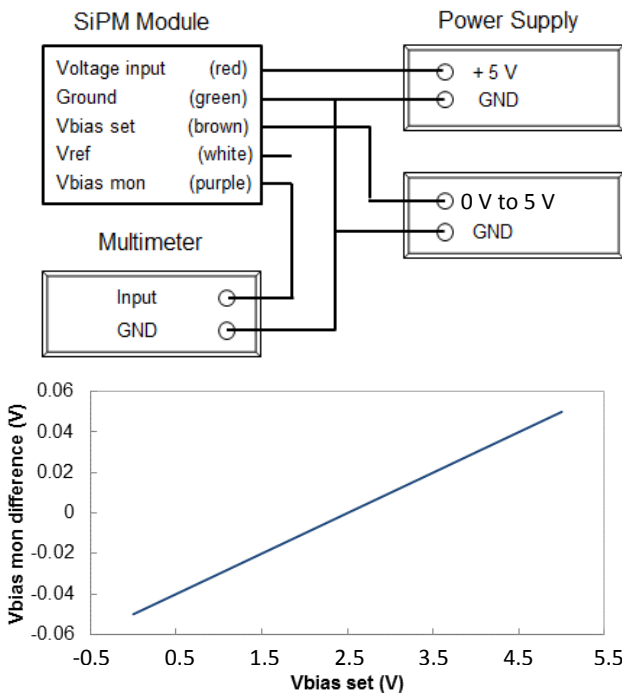 SiPM Module
Power Supply
Voltage input (red)
Ground (green)
Vbias set (brown)
Vref (white)
Vbias mon (purple)
+ 5 V
GND
0 V to 5 V
GND
Multimeter
Input
GND
Vbias mon difference (V)
0.06
0.04
0.02
0
-0.02
-0.04
-0.06
-0.5 0.5 1.5 2.5 3.5 4.5 5.5
Vbias set (V)